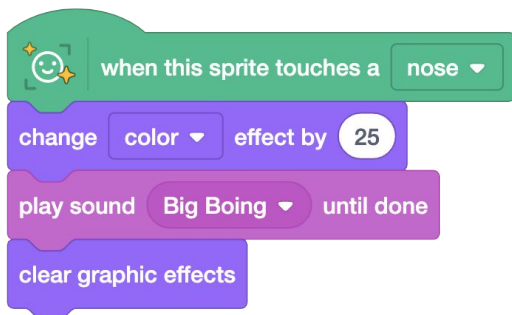 when this sprite touches a nose
change color effect by 25
play sound Big Boing until done
clear graphic effects